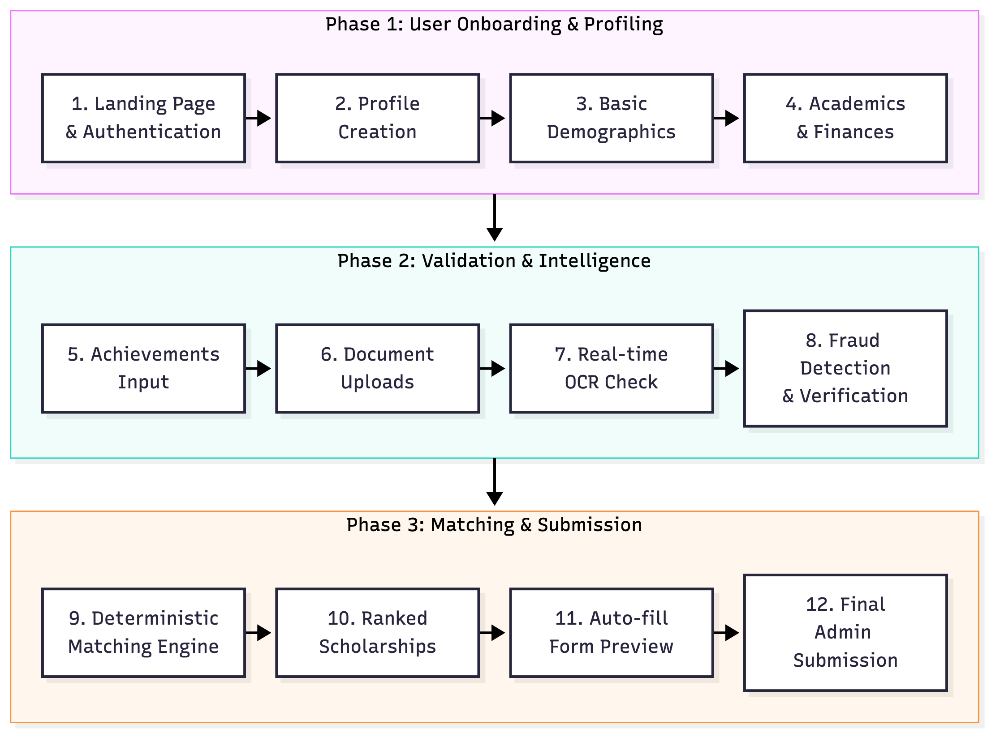 Phase 1: User Onboarding & Profiling
1. Landing Page
& Authentication
2. Profile
Creation
3. Basic
Demographics
4. Academics
& Finances
Phase 2: Validation & Intelligence
5. Achievements
Input
6. Document
Uploads
7. Real-time
OCR Check
8. Fraud
Detection
& Verification
Phase 3: Matching & Submission
9. Deterministic
Matching Engine
10. Ranked
Scholarships
11. Auto-fill
Form Preview
12. Final
Admin
Submission